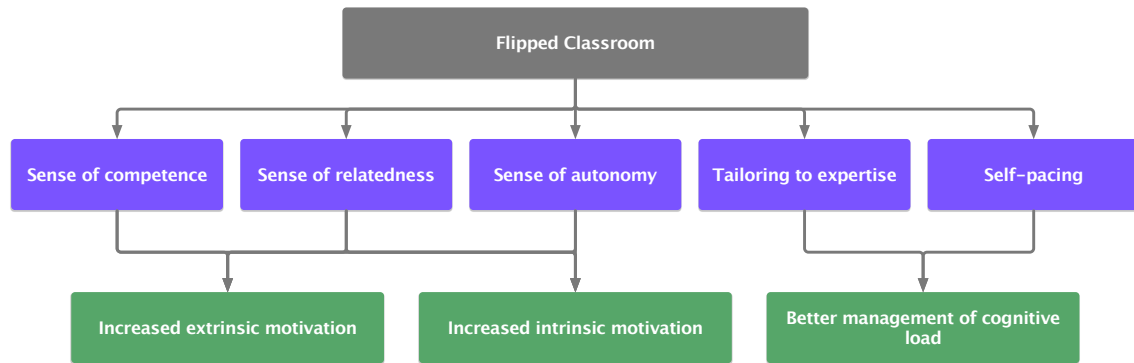 Flipped Classroom
Sense of competence
Sense of relatedness
Sense of autonomy
Tailoring to expertise
Self-pacing
Increased extrinsic motivation
Increased intrinsic motivation
Better management of cognitive
load